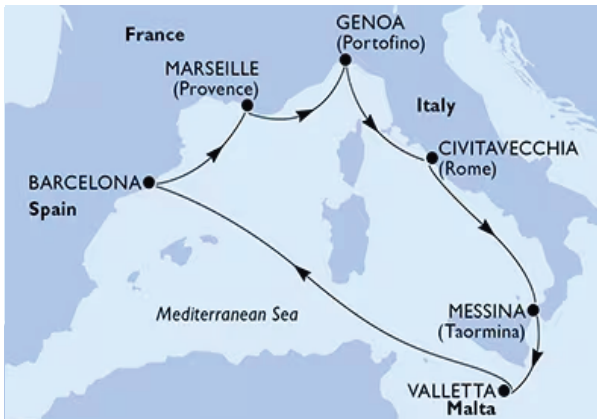 GENOA
(Portofino)
France
MARSEILLE
(Provence)
Italy
CIVITAVECCHIA
(Rome)
BARCELONA
Spain
Mediterranean Sea
MESSINA
(Taormina)
VALLETTA
Malta